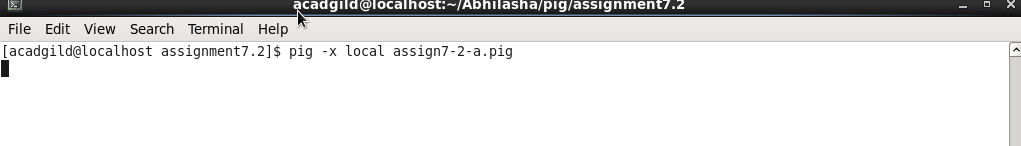 acadgild@localhost:~/Abhilasha/pig/assignment7.2
File Edit View Search Terminal Help
[acadgild@localhost assignment7.2]$ pig -x local assign7-2-a.pig